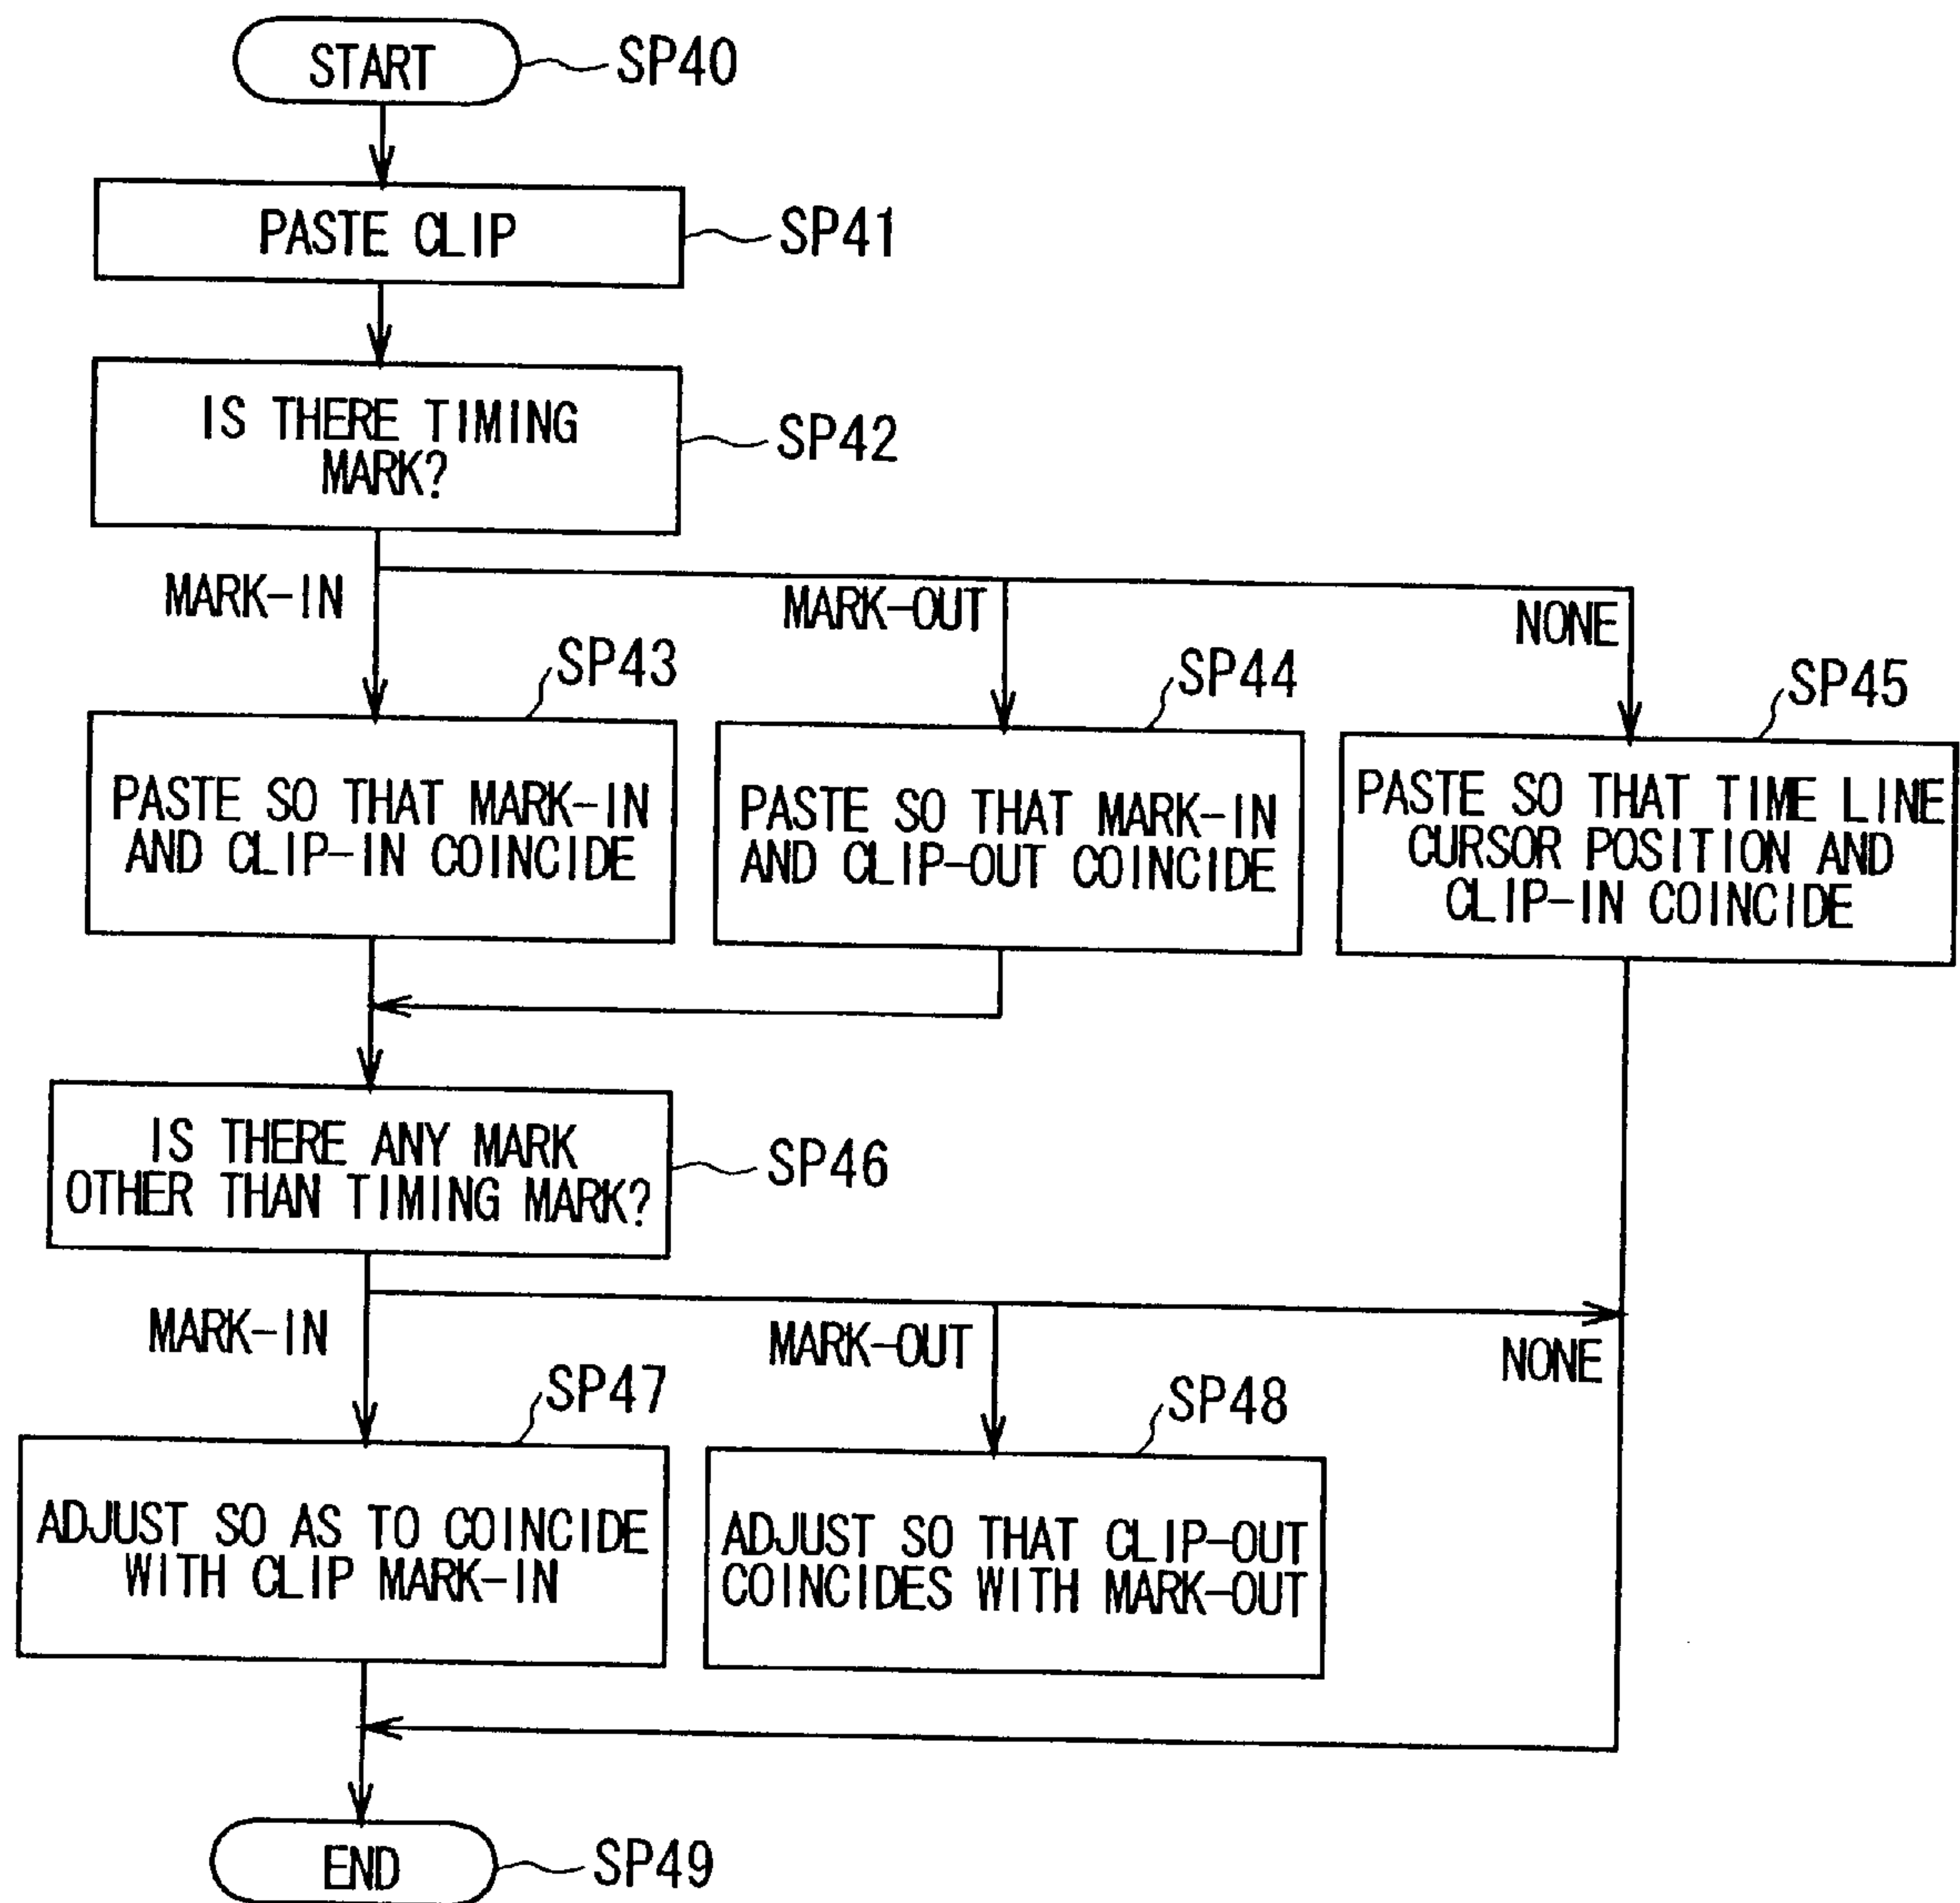 START
SP40
PASTE CLIP
SP41
IS THERE TIMING
MARK?
SP42
MARK-IN
MARK-OUT
NONE
SP43
SP44
SP45
PASTE SO THAT MARK-IN
AND CLIP-IN COINCIDE
PASTE SO THAT MARK-IN
AND CLIP-OUT COINCIDE
PASTE SO THAT TIME LINE
CURSOR POSITION AND
CLIP-IN COINCIDE
IS THERE ANY MARK
OTHER THAN TIMING MARK?
SP46
MARK-IN
MARK-OUT
NONE
SP47
SP48
ADJUST SO AS TO COINCIDE
WITH CLIP MARK-IN
ADJUST SO THAT CLIP-OUT
COINCIDES WITH MARK-OUT
END
SP49